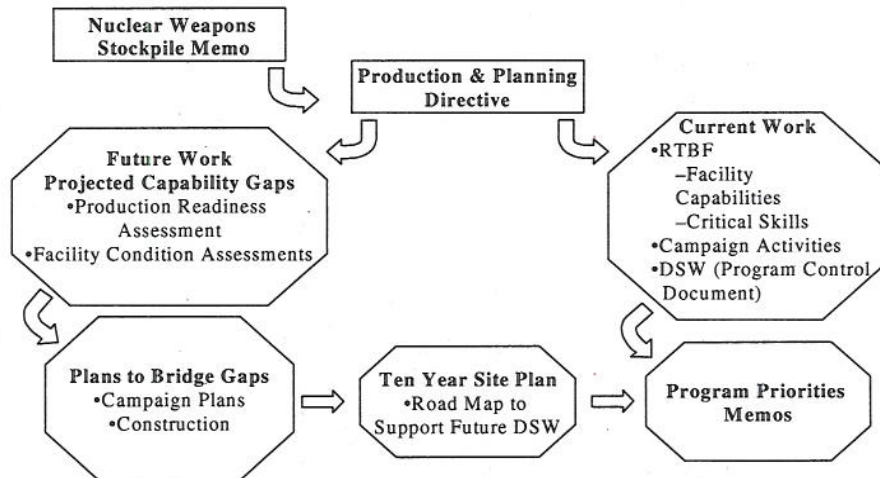 Nuclear Weapons
Stockpile Memo
Production & Planning
Directive
Future Work
Projected Capability Gaps
•Production Readiness
Assessment
•Facility Condition Assessments
Current Work
•RTBF
–Facility
Capabilities
–Critical Skills
•Campaign Activities
•DSW (Program Control
Document)
Plans to Bridge Gaps
•Campaign Plans
•Construction
Ten Year Site Plan
•Road Map to
Support Future DSW
Program Priorities
Memos